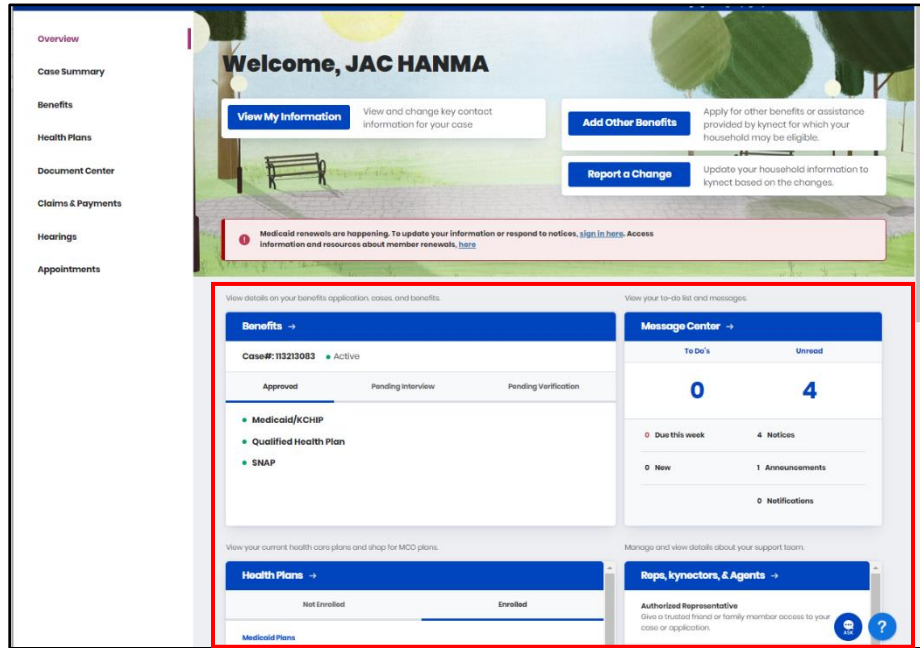 Overview
Case Summary
Benefits
Health Plans
Document Center
Claims & Payments
Hearings
Appointments
Welcome, JAC HANMA
View My Information
View and change key contact
information for your case
Add Other Benefits
Apply for other benefits or assistance
provided by kynect for which your
household may be eligible.
Report a Change
Update your household information to
kynect based on the changes.
Medicaid renewals are happening. To update your information or respond to notices, sign in here. Access
information and resources about member renewals, here
View details on your benefits application, cases, and benefits.
Benefits →
Case#: 113213083 • Active
Approved Pending Interview Pending Verification
• Medicaid/KCHIP
• Qualified Health Plan
• SNAP
View your to-do list and messages.
Message Center →
To Do's Unread
0 4
0 Due this week 4 Notices
0 New 1 Announcements
0 Notifications
View your current health care plans and shop for MCO plans.
Health Plans →
Not Enrolled Enrolled
Medicaid Plans
Manage and view details about your support team.
Reps, kynectors, & Agents →
Authorized Representative
Give a trusted friend or family member access to your
case or application.
ASK
?